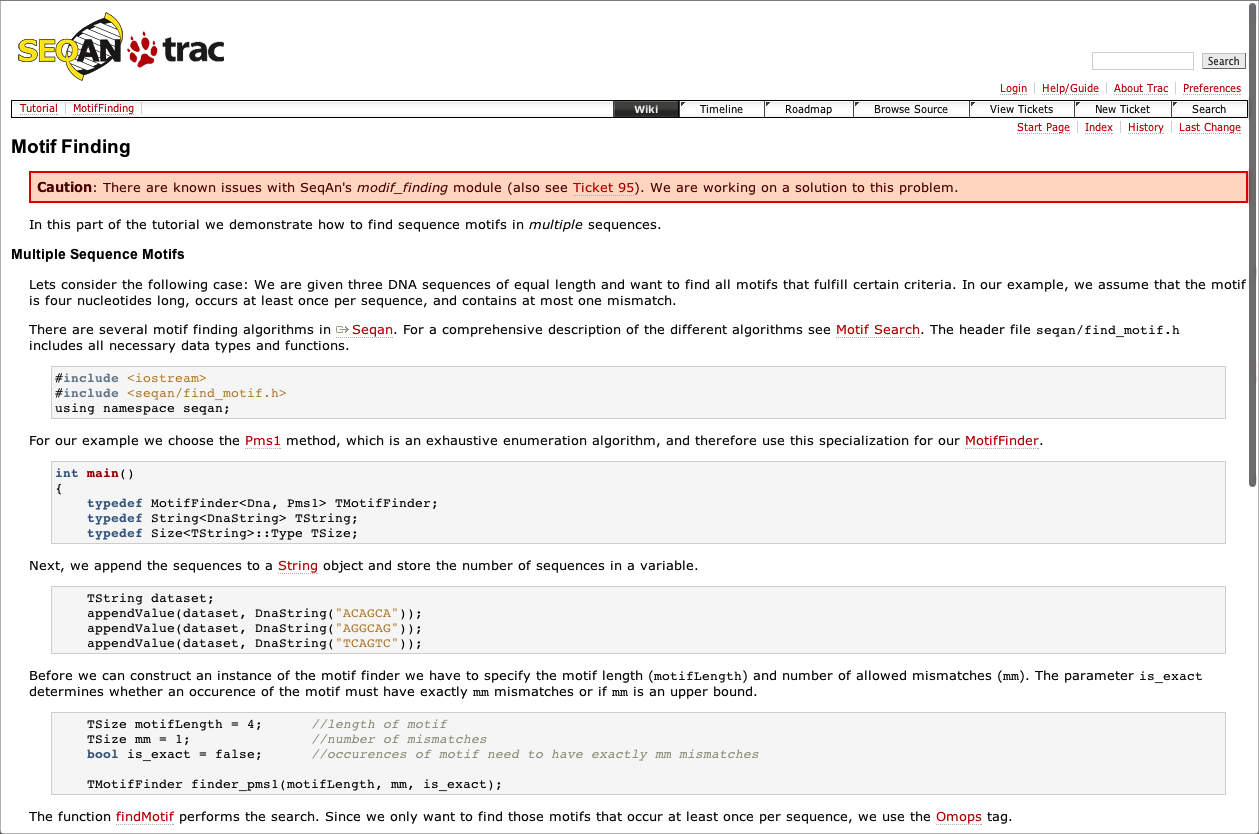 SEQAN trac
Search
Login Help/Guide About Trac Preferences
Tutorial MotifFinding Wiki Timeline Roadmap Browse Source View Tickets New Ticket Search
Start Page Index History Last Change
Motif Finding
Caution: There are known issues with SeqAn's modif_finding module (also see Ticket 95). We are working on a solution to this problem.
In this part of the tutorial we demonstrate how to find sequence motifs in multiple sequences.
Multiple Sequence Motifs
Lets consider the following case: We are given three DNA sequences of equal length and want to find all motifs that fulfill certain criteria. In our example, we assume that the motif
is four nucleotides long, occurs at least once per sequence, and contains at most one mismatch.
There are several motif finding algorithms in Seqan. For a comprehensive description of the different algorithms see Motif Search. The header file seqan/find_motif.h
includes all necessary data types and functions.
#include <iostream>
#include <seqan/find_motif.h>
using namespace seqan;
For our example we choose the Pms1 method, which is an exhaustive enumeration algorithm, and therefore use this specialization for our MotifFinder.
int main()
{
    typedef MotifFinder<Dna, Pms1> TMotifFinder;
    typedef String<DnaString> TString;
    typedef Size<TString>::Type TSize;
Next, we append the sequences to a String object and store the number of sequences in a variable.
    TString dataset;
    appendValue(dataset, DnaString("ACAGCA"));
    appendValue(dataset, DnaString("AGGCAG"));
    appendValue(dataset, DnaString("TCAGTC"));
Before we can construct an instance of the motif finder we have to specify the motif length (motifLength) and number of allowed mismatches (mm). The parameter is_exact
determines whether an occurence of the motif must have exactly mm mismatches or if mm is an upper bound.
    TSize motifLength = 4;      //length of motif
    TSize mm = 1;               //number of mismatches
    bool is_exact = false;      //occurences of motif need to have exactly mm mismatches
    TMotifFinder finder_pms1(motifLength, mm, is_exact);
The function findMotif performs the search. Since we only want to find those motifs that occur at least once per sequence, we use the Omops tag.